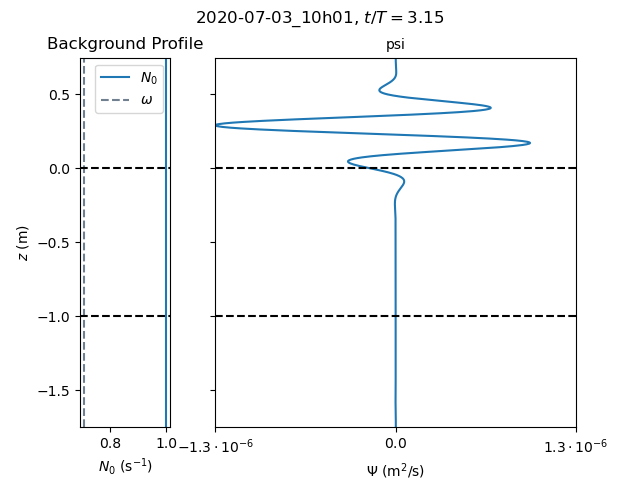 2020-07-03_10h01, t/T = 3.15
Background Profile
psi
N₀
ω
0.5
0.0
−0.5
−1.0
−1.5
z (m)
0.8
1.0
N₀ (s⁻¹)
−1.3 · 10⁻⁶
0.0
1.3 · 10⁻⁶
Ψ (m²/s)